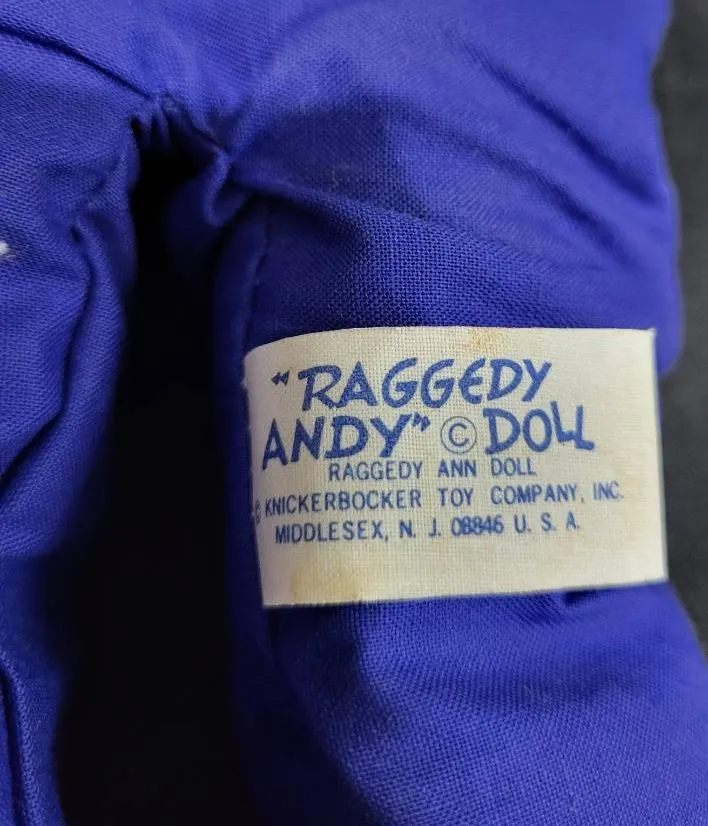 "RAGGEDY
ANDY" © DOLL
RAGGEDY ANN DOLL
© KNICKERBOCKER TOY COMPANY, INC.
MIDDLESEX, N. J. 08846 U. S. A.